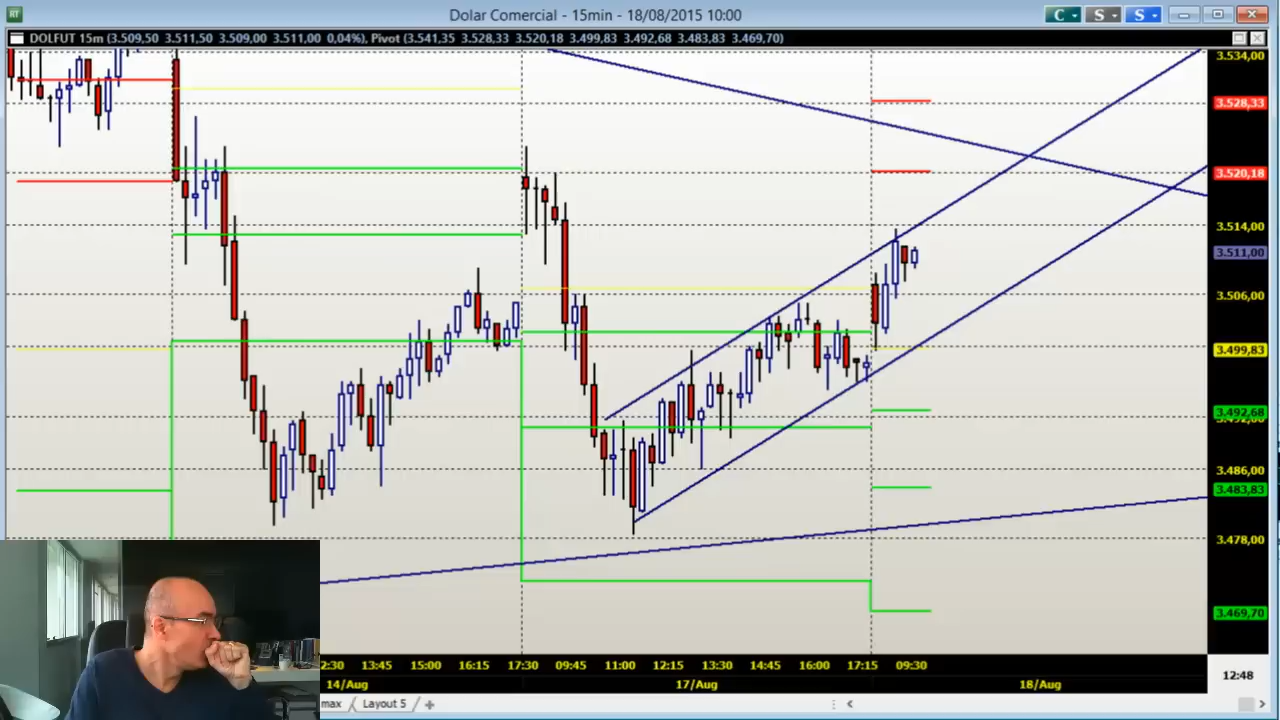 RT
Dolar Comercial - 15min - 18/08/2015 10:00
C S S
DOLFUT 15m (3.509,50 3.511,50 3.509,00 3.511,00 0,04%), Pivot (3.541,35 3.528,33 3.520,18 3.499,83 3.492,68 3.483,83 3.469,70)
3.534,00
3.528,33
3.520,18
3.514,00
3.511,00
3.506,00
3.499,83
3.492,68
3.486,00
3.483,83
3.478,00
3.469,70
2:30 13:45 15:00 16:15 17:30 09:45 11:00 12:15 13:30 14:45 16:00 17:15 09:30
14/Aug 17/Aug 18/Aug
12:48
max Layout 5